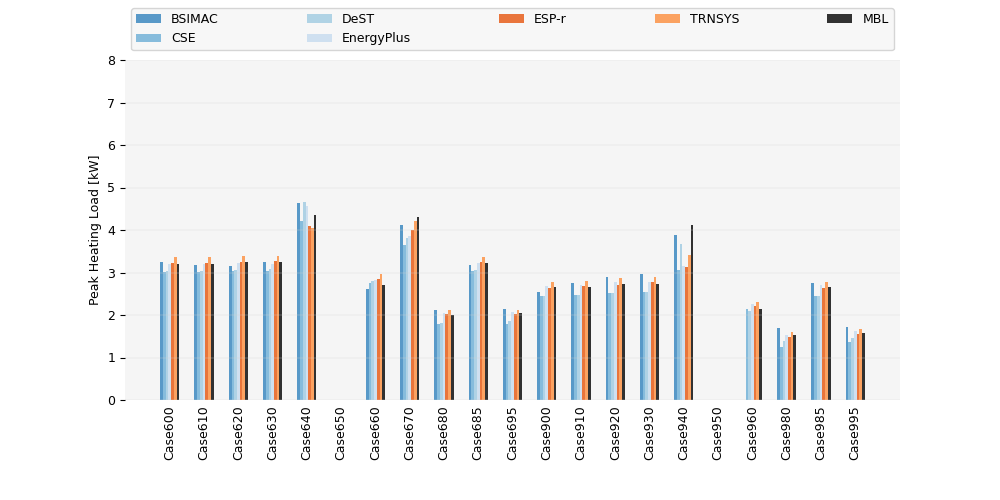 BSIMAC DeST ESP-r TRNSYS MBL
CSE EnergyPlus
8
7
6
5
4
3
2
1
0
Peak Heating Load [kW]
Case600
Case610
Case620
Case630
Case640
Case650
Case660
Case670
Case680
Case685
Case695
Case900
Case910
Case920
Case930
Case940
Case950
Case960
Case980
Case985
Case995